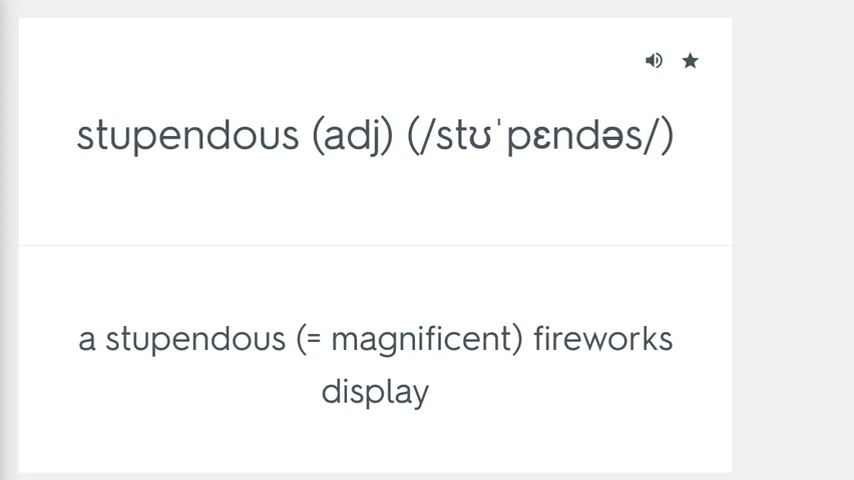 stupendous (adj) (/stʊˈpɛndəs/)
a stupendous (= magnificent) fireworks
display